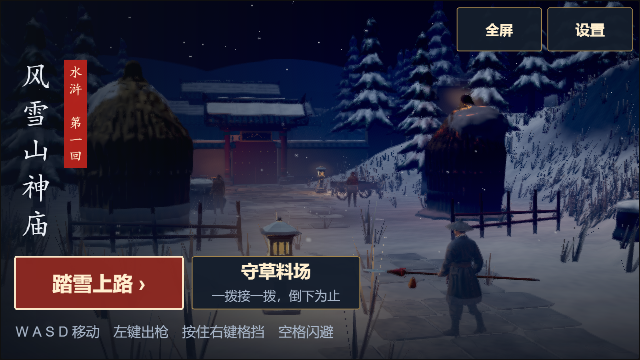 全屏
设置
风雪山神庙
水浒 第一回
踏雪上路 ›
守草料场
一拨接一拨，倒下为止
W A S D 移动 左键出枪 按住右键格挡 空格闪避